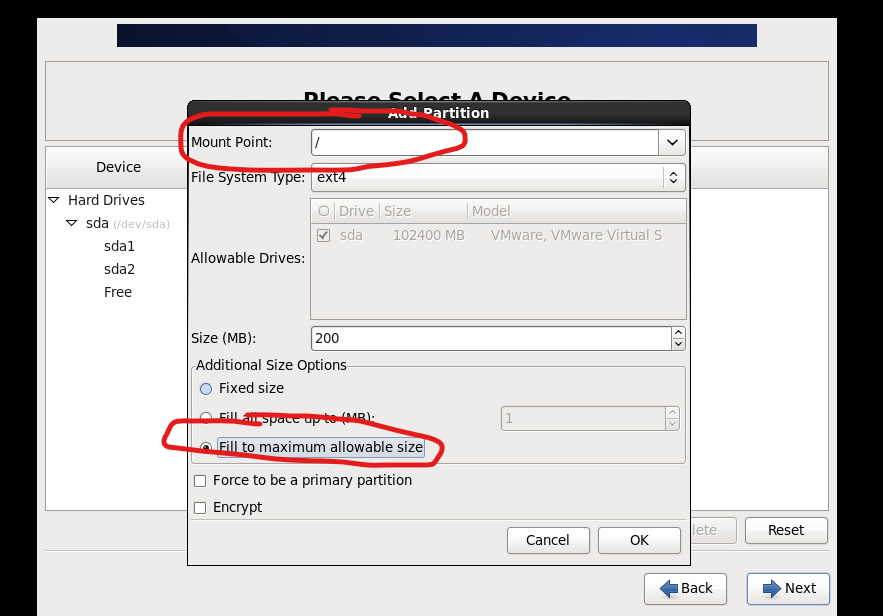 Please Select A Device
Add Partition
Device
Hard Drives
sda (/dev/sda)
sda1
sda2
Free
Mount Point:
/
File System Type:
ext4
Allowable Drives:
Drive Size Model
sda 102400 MB VMware, VMware Virtual S
Size (MB):
200
Additional Size Options
Fixed size
Fill all space up to (MB):
1
Fill to maximum allowable size
Force to be a primary partition
Encrypt
Cancel
OK
lete
Reset
Back
Next